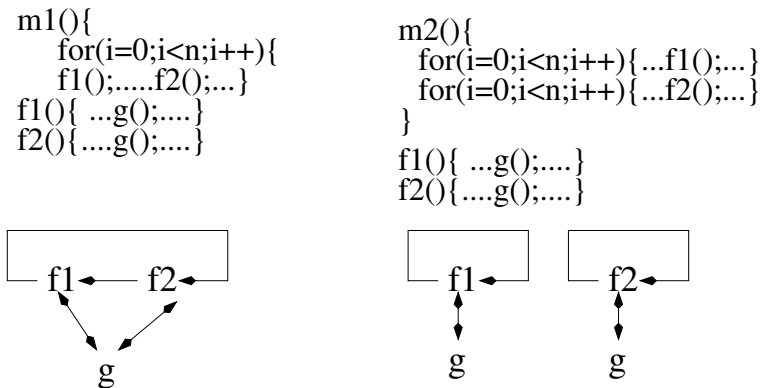 m1(){
for(i=0;i<n;i++){
f1();.....f2();...}
f1(){ ...g();....}
f2(){....g();....}
m2(){
for(i=0;i<n;i++){...f1();...}
for(i=0;i<n;i++){...f2();...}
}
f1(){ ...g();....}
f2(){....g();....}
f1 f2
g
f1 f2
g g